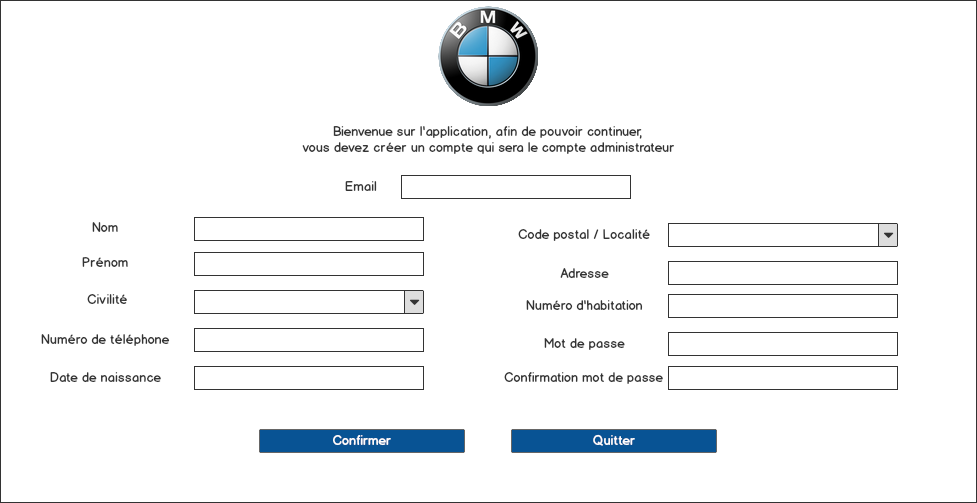 BMW
Bienvenue sur l'application, afin de pouvoir continuer,
vous devez créer un compte qui sera le compte administrateur
Email
Nom
Prénom
Civilité
Numéro de téléphone
Date de naissance
Code postal / Localité
Adresse
Numéro d'habitation
Mot de passe
Confirmation mot de passe
Confirmer
Quitter